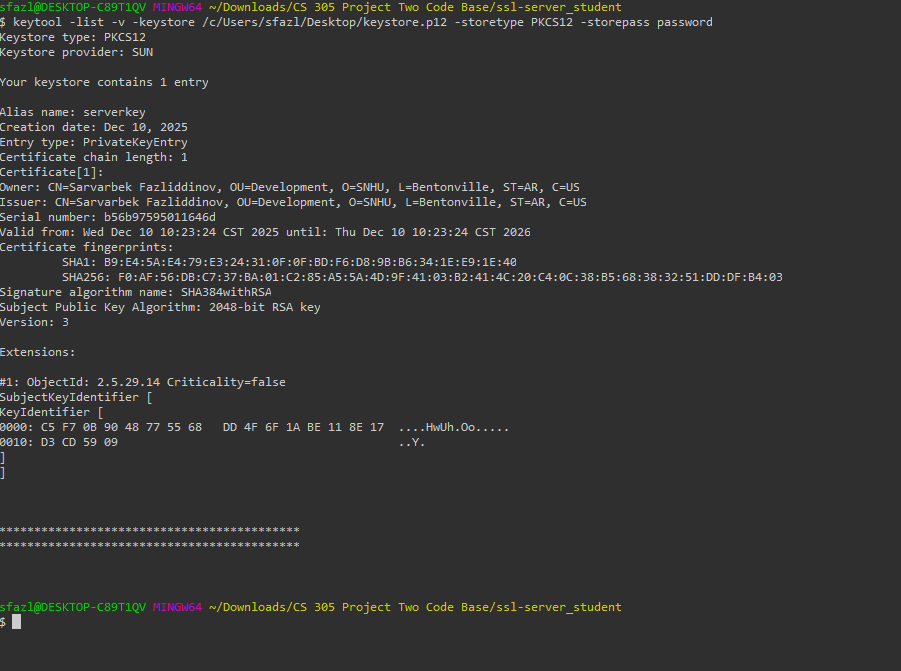 sfazl@DESKTOP-C89T1QV MINGW64 ~/Downloads/CS 305 Project Two Code Base/ssl-server_student
$ keytool -list -v -keystore /c/Users/sfazl/Desktop/keystore.p12 -storetype PKCS12 -storepass password
Keystore type: PKCS12
Keystore provider: SUN
Your keystore contains 1 entry
Alias name: serverkey
Creation date: Dec 10, 2025
Entry type: PrivateKeyEntry
Certificate chain length: 1
Certificate[1]:
Owner: CN=Sarvarbek Fazliddinov, OU=Development, O=SNHU, L=Bentonville, ST=AR, C=US
Issuer: CN=Sarvarbek Fazliddinov, OU=Development, O=SNHU, L=Bentonville, ST=AR, C=US
Serial number: b56b97595011646d
Valid from: Wed Dec 10 10:23:24 CST 2025 until: Thu Dec 10 10:23:24 CST 2026
Certificate fingerprints:
SHA1: B9:E4:5A:E4:79:E3:24:31:0F:0F:BD:F6:D8:9B:B6:34:1E:E9:1E:40
SHA256: F0:AF:56:DB:C7:37:BA:01:C2:85:A5:5A:4D:9F:41:03:B2:41:4C:20:C4:0C:38:B5:68:38:32:51:DD:DF:B4:03
Signature algorithm name: SHA384withRSA
Subject Public Key Algorithm: 2048-bit RSA key
Version: 3
Extensions:
#1: ObjectId: 2.5.29.14 Criticality=false
SubjectKeyIdentifier [
KeyIdentifier [
0000: C5 F7 0B 90 48 77 55 68   DD 4F 6F 1A BE 11 8E 17  ....HwUh.Oo.....
0010: D3 CD 59 09                                        ..Y.
]
]
*******************************************
*******************************************
sfazl@DESKTOP-C89T1QV MINGW64 ~/Downloads/CS 305 Project Two Code Base/ssl-server_student
$